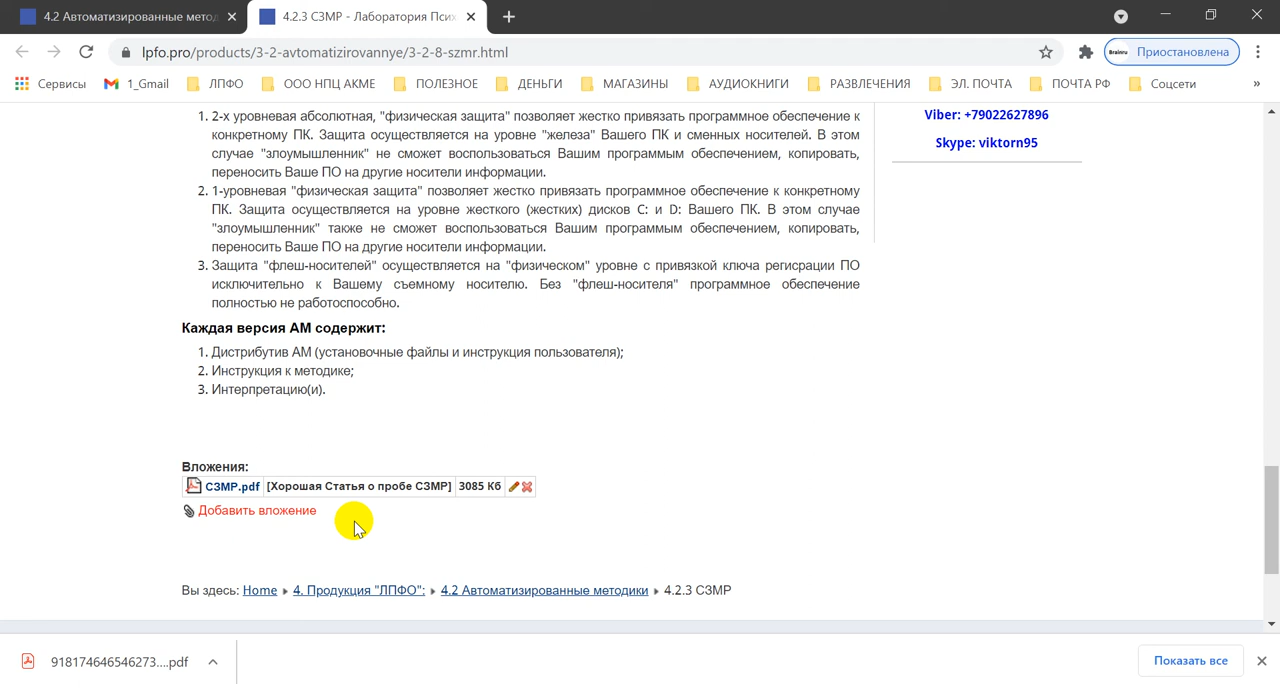 4.2 Автоматизированные метод
4.2.3 СЗМР - Лаборатория Псих
lpfo.pro/products/3-2-avtomatizirovannye/3-2-8-szmr.html
Brainru Приостановлена
Сервисы 1_Gmail ЛПФО ООО НПЦ АКМЕ ПОЛЕЗНОЕ ДЕНЬГИ МАГАЗИНЫ АУДИОКНИГИ РАЗВЛЕЧЕНИЯ ЭЛ. ПОЧТА ПОЧТА РФ Соцсети »
1. 2-х уровневая абсолютная, "физическая защита" позволяет жестко привязать программное обеспечение к
конкретному ПК. Защита осуществляется на уровне "железа" Вашего ПК и сменных носителей. В этом
случае "злоумышленник" не сможет воспользоваться Вашим программым обеспечением, копировать,
переносить Ваше ПО на другие носители информации.
2. 1-уровневая "физическая защита" позволяет жестко привязать программное обеспечение к конкретному
ПК. Защита осуществляется на уровне жесткого (жестких) дисков C: и D: Вашего ПК. В этом случае
"злоумышленник" также не сможет воспользоваться Вашим программым обеспечением, копировать,
переносить Ваше ПО на другие носители информации.
3. Защита "флеш-носителей" осуществляется на "физическом" уровне с привязкой ключа регисрации ПО
исключительно к Вашему съемному носителю. Без "флеш-носителя" программное обеспечение
полностью не работоспособно.
Каждая версия АМ содержит:
1. Дистрибутив АМ (установочные файлы и инструкция пользователя);
2. Инструкция к методике;
3. Интерпретацию(и).
Viber: +79022627896
Skype: viktorn95
Вложения:
СЗМР.pdf [Хорошая Статья о пробе СЗМР] 3085 Кб
Добавить вложение
Вы здесь: Home 4. Продукция "ЛПФО": 4.2 Автоматизированные методики 4.2.3 СЗМР
918174646546273....pdf
Показать все